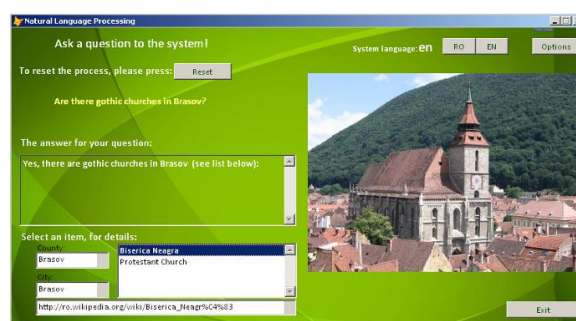 Natural Language Processing
Ask a question to the system!
System language: en
RO
EN
Options
To reset the process, please press:
Reset
Are there gothic churches in Brasov?
The answer for your question:
Yes, there are gothic churches in Brasov (see list below):
Select an item, for details:
County:
Brasov
Biserica Neagra
Protestant Church
City:
Brasov
http://ro.wikipedia.org/wiki/Biserica_Neagr%C4%83
Exit